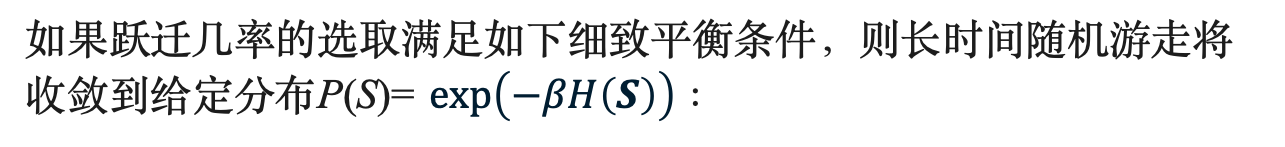 如果跃迁几率的选取满足如下细致平衡条件，则长时间随机游走将
收敛到给定分布P(S)= exp(−βH(S))：